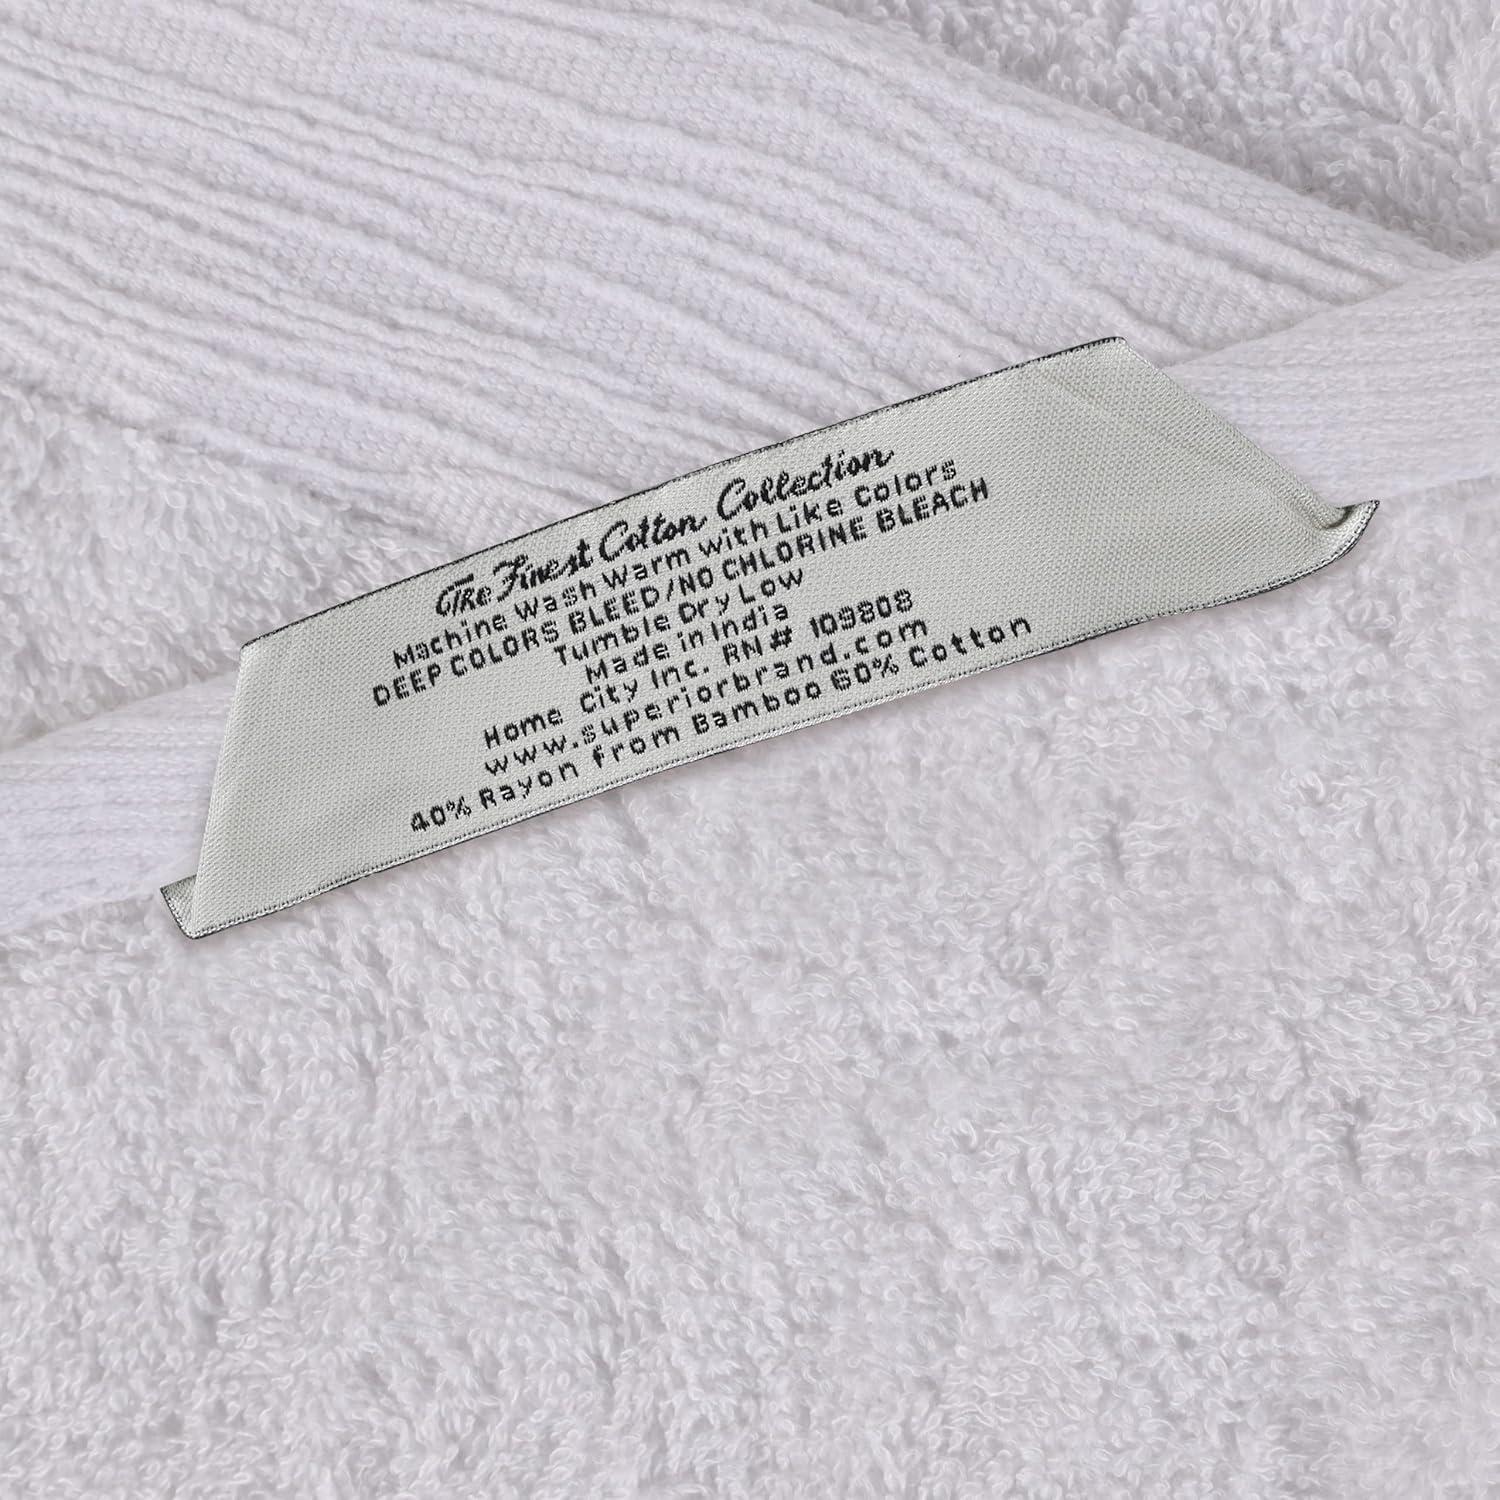 The Finest Cotton Collection
Machine Wash Warm with Like Colors
DEEP COLORS BLEED/NO CHLORINE BLEACH
Tumble Dry Low
Made in India
Home City Inc. RN# 109808
www.superiorbrand.com
40% Rayon from Bamboo 60% Cotton